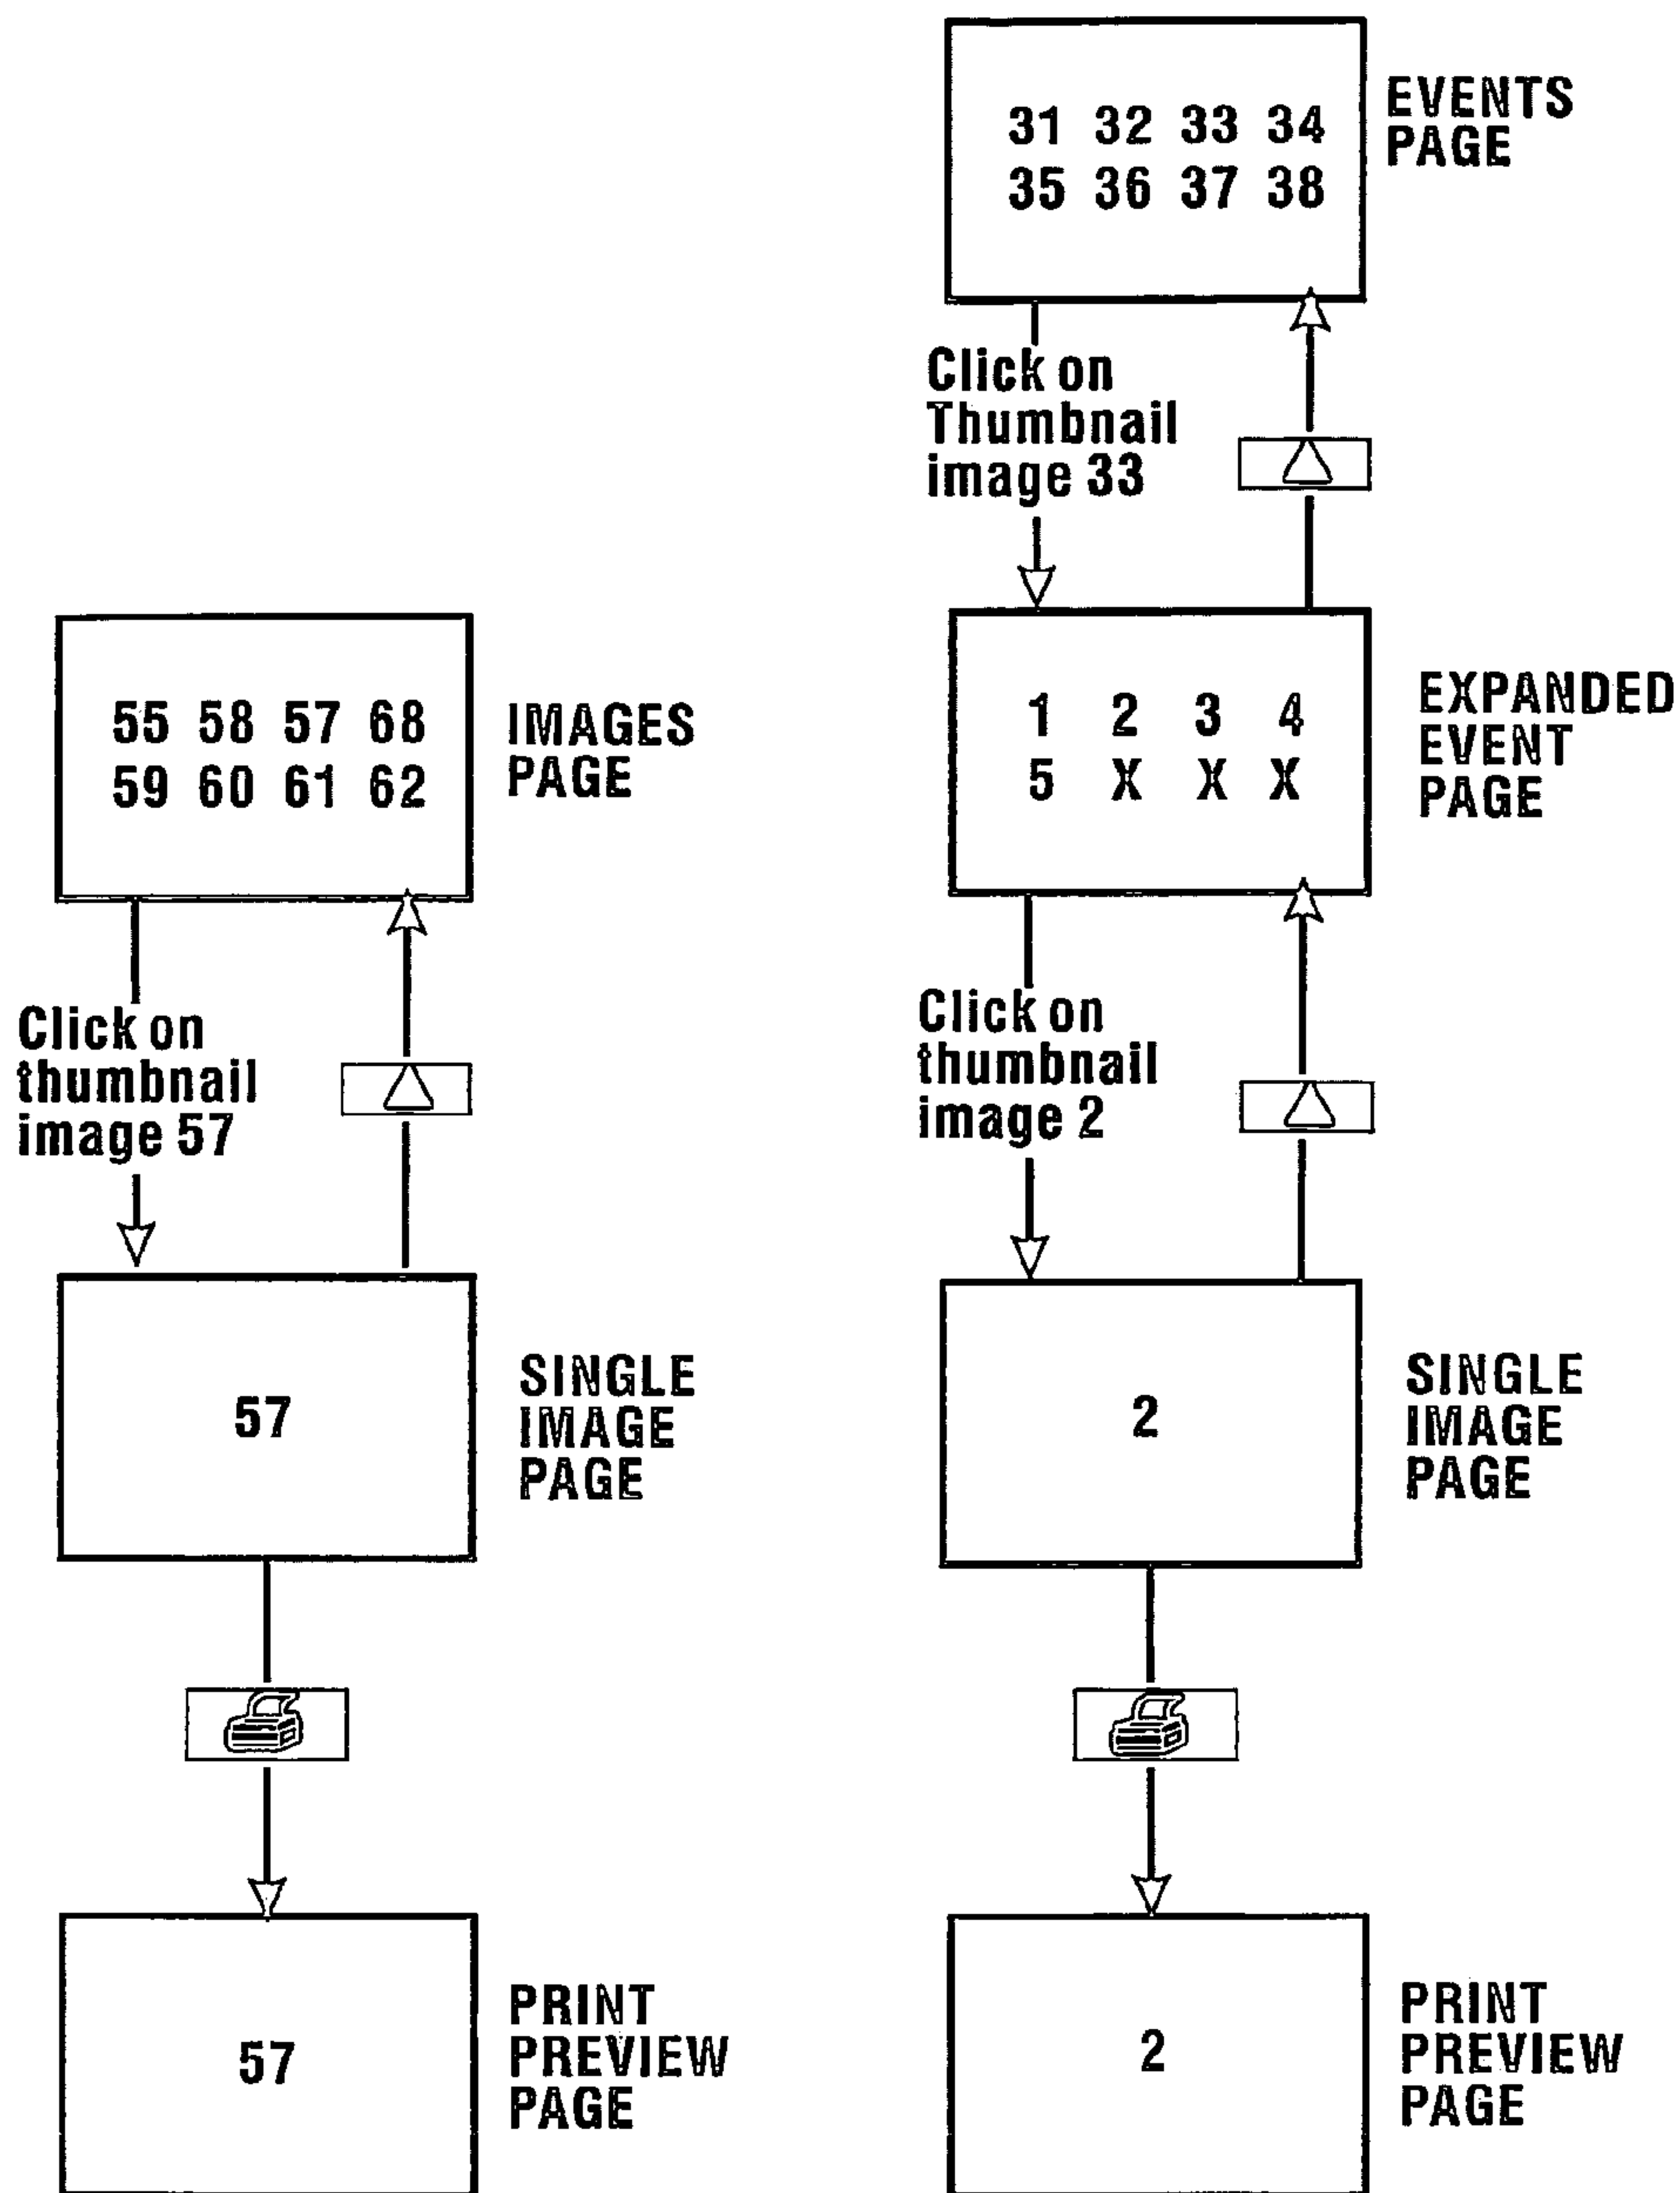 31 32 33 34
35 36 37 38
EVENTS
PAGE
Click on
Thumbnail
image 33
1 2 3 4
5 X X X
EXPANDED
EVENT
PAGE
Click on
thumbnail
image 2
2
SINGLE
IMAGE
PAGE
2
PRINT
PREVIEW
PAGE
55 58 57 68
59 60 61 62
IMAGES
PAGE
Click on
thumbnail
image 57
57
SINGLE
IMAGE
PAGE
57
PRINT
PREVIEW
PAGE